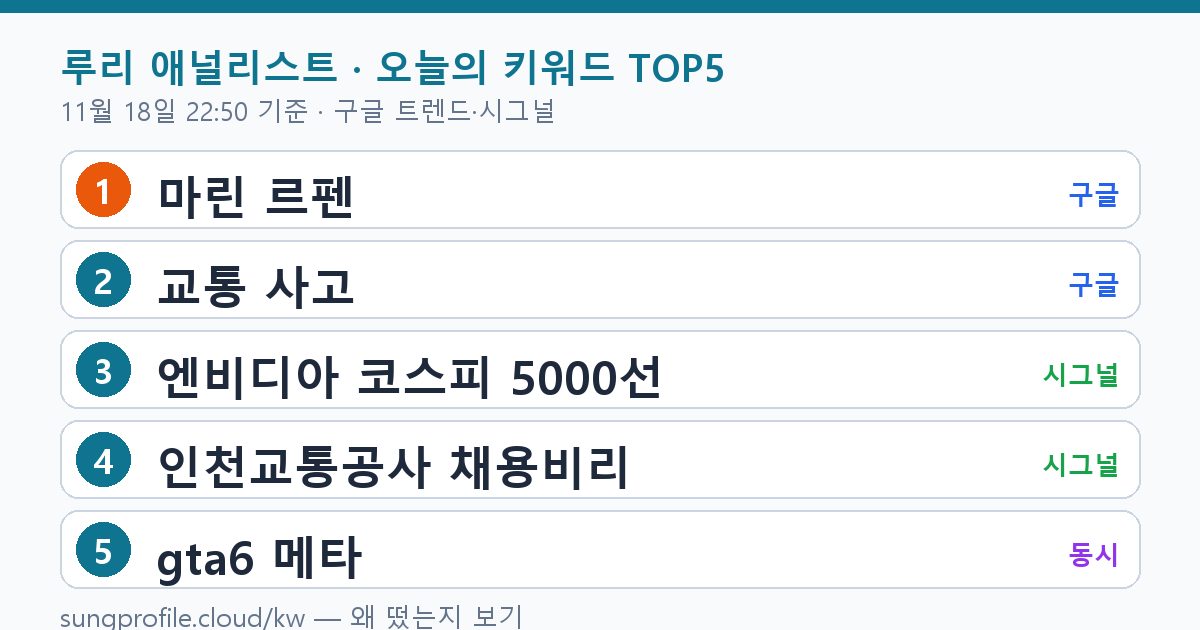 루리 애널리스트 · 오늘의 키워드 TOP5
11월 18일 22:50 기준 · 구글 트렌드·시그널
1 마린 르펜 구글
2 교통 사고 구글
3 엔비디아 코스피 5000선 시그널
4 인천교통공사 채용비리 시그널
5 gta6 메타 동시
sungprofile.cloud/kw — 왜 떴는지 보기